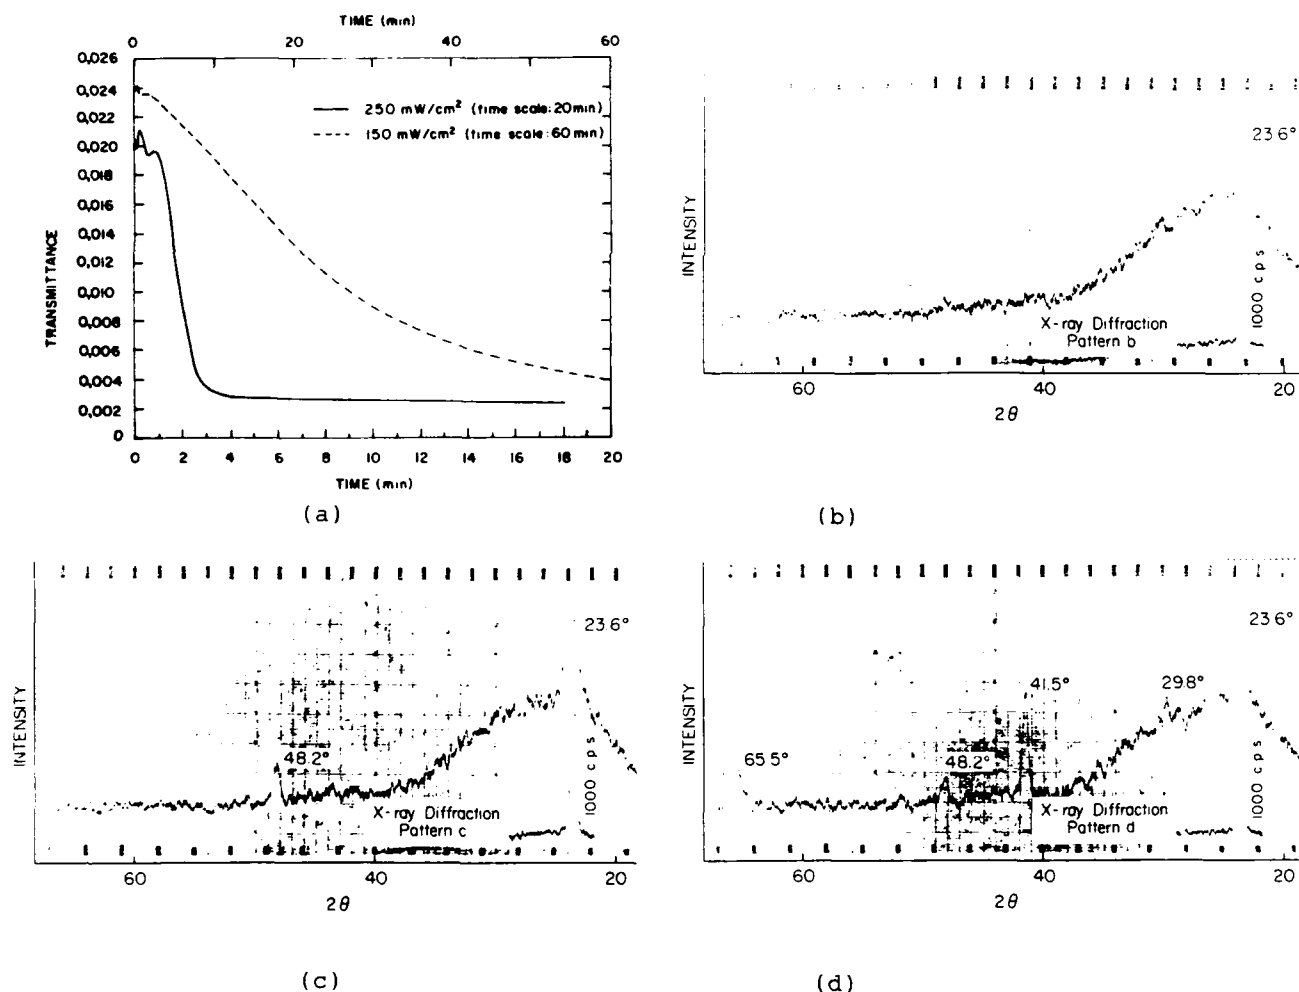 TIME (min)
0 20 40 60
0,026
0,024
0,022
0,020
0,018
0,016
0,014
0,012
0,010
0,008
0,006
0,004
0,002
0
TRANSMITTANCE
250 mW/cm² (time scale: 20min)
150 mW/cm² (time scale: 60 min)
0 2 4 6 8 10 12 14 16 18 20
TIME (min)
(a)
INTENSITY
23.6°
1000 cps
X-ray Diffraction
Pattern b
60 40 20
2θ
(b)
INTENSITY
23.6°
48.2°
1000 cps
X-ray Diffraction
Pattern c
60 40 20
2θ
(c)
INTENSITY
23.6°
41.5°
29.8°
65.5°
48.2°
1000 cps
X-ray Diffraction
Pattern d
60 40 20
2θ
(d)